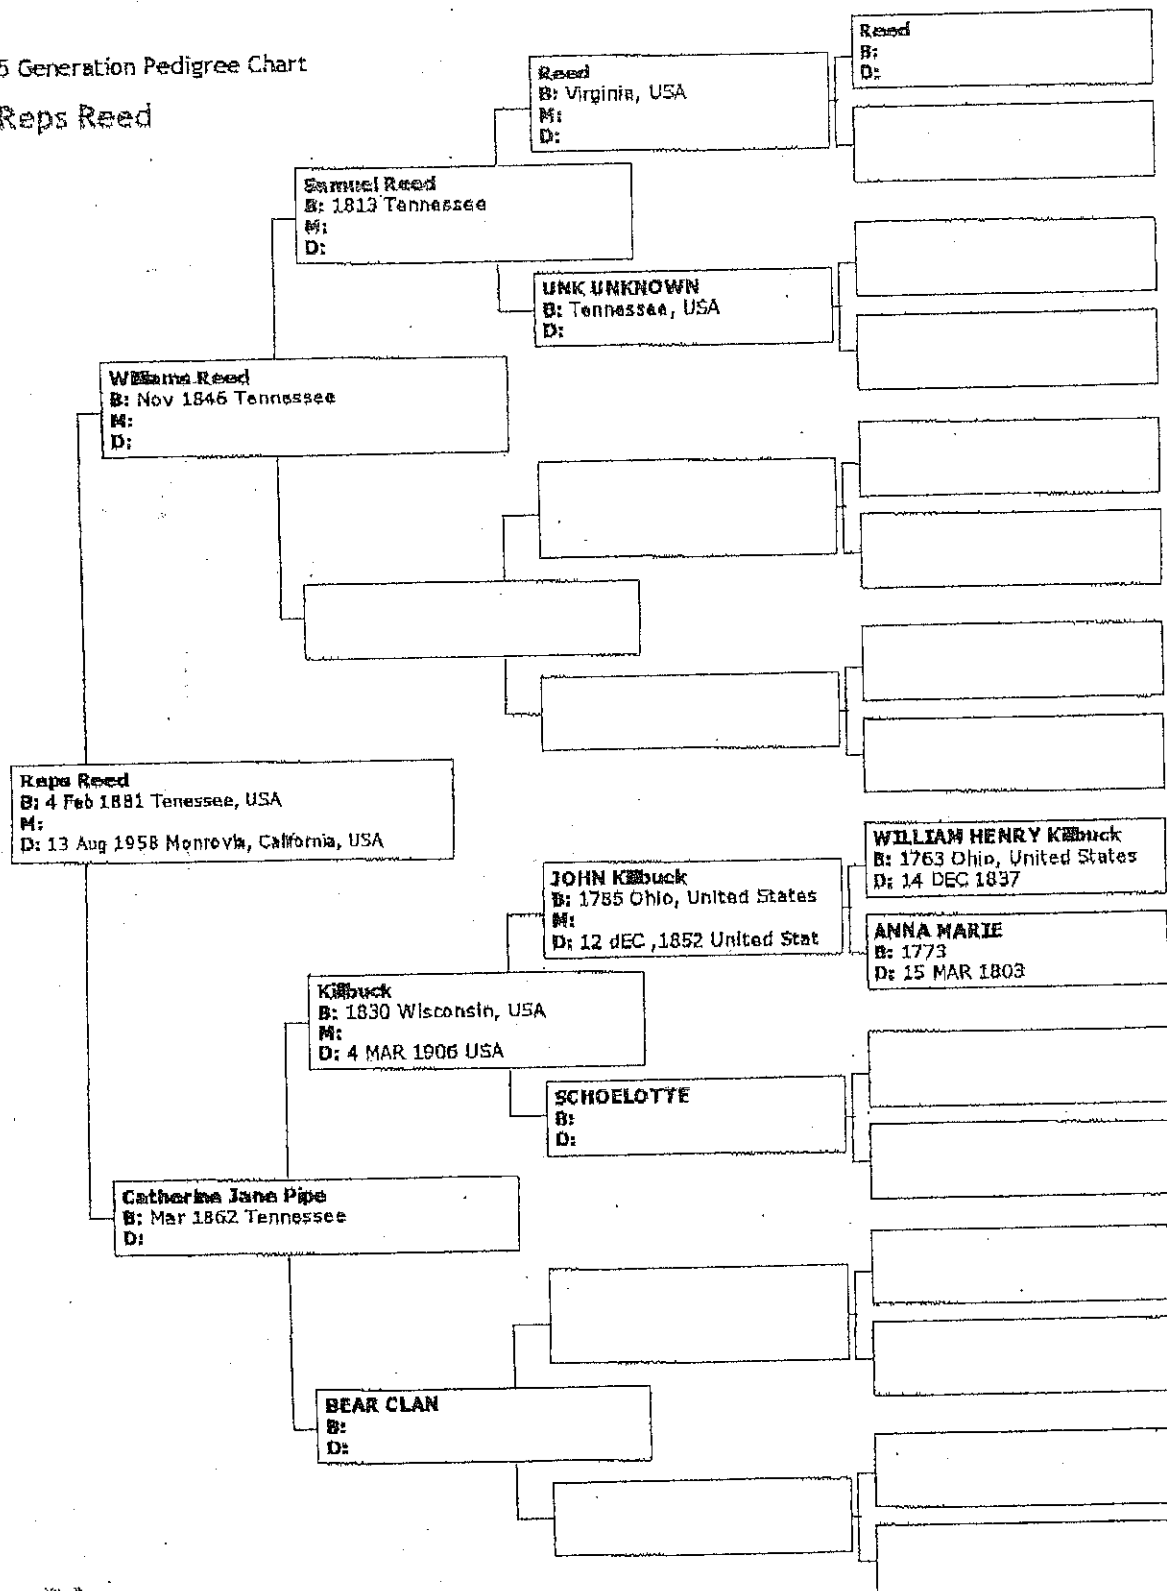 5 Generation Pedigree Chart
Reps Reed
Reed
B:
D:
Reed
B: Virginia, USA
M:
D:
Samuel Reed
B: 1813 Tennessee
M:
D:
UNK UNKNOWN
B: Tennessee, USA
D:
Williams Reed
B: Nov 1846 Tennessee
M:
D:
Reps Reed
B: 4 Feb 1881 Tenessee, USA
M:
D: 13 Aug 1958 Monrovia, California, USA
WILLIAM HENRY Killbuck
B: 1763 Ohio, United States
D: 14 DEC 1837
JOHN Killbuck
B: 1785 Ohio, United States
M:
D: 12 dEC ,1852 United Stat
ANNA MARIE
B: 1773
D: 15 MAR 1803
Killbuck
B: 1830 Wisconsin, USA
M:
D: 4 MAR 1906 USA
SCHOELOTTE
B:
D:
Catherine Jane Pipe
B: Mar 1862 Tennessee
D:
BEAR CLAN
B:
D: